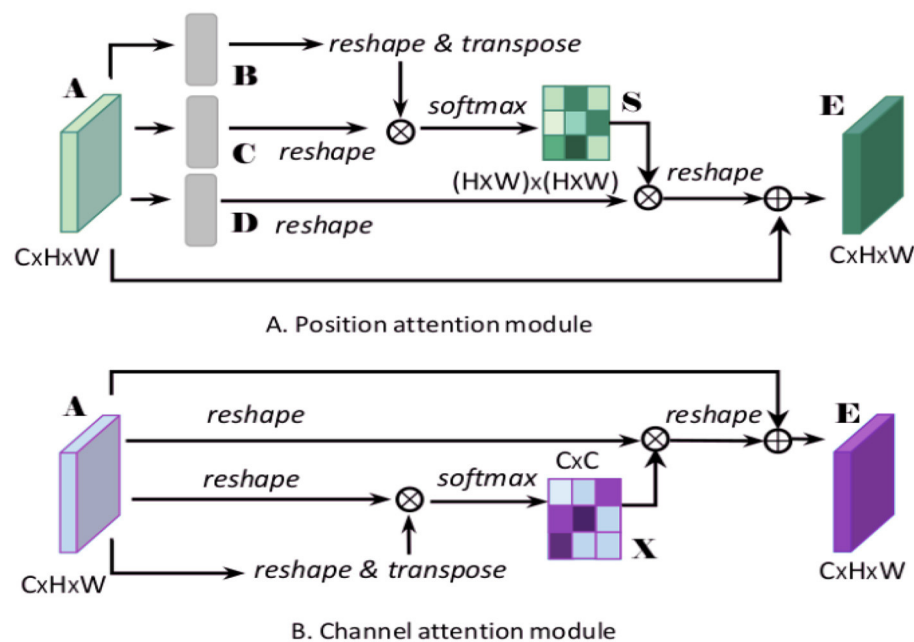 reshape & transpose
B
A
softmax
S
E
C
reshape
(HxW)x(HxW)
reshape
D
reshape
CxHxW
CxHxW
A. Position attention module
A
reshape
reshape
E
CxC
reshape
softmax
X
reshape & transpose
CxHxW
CxHxW
B. Channel attention module